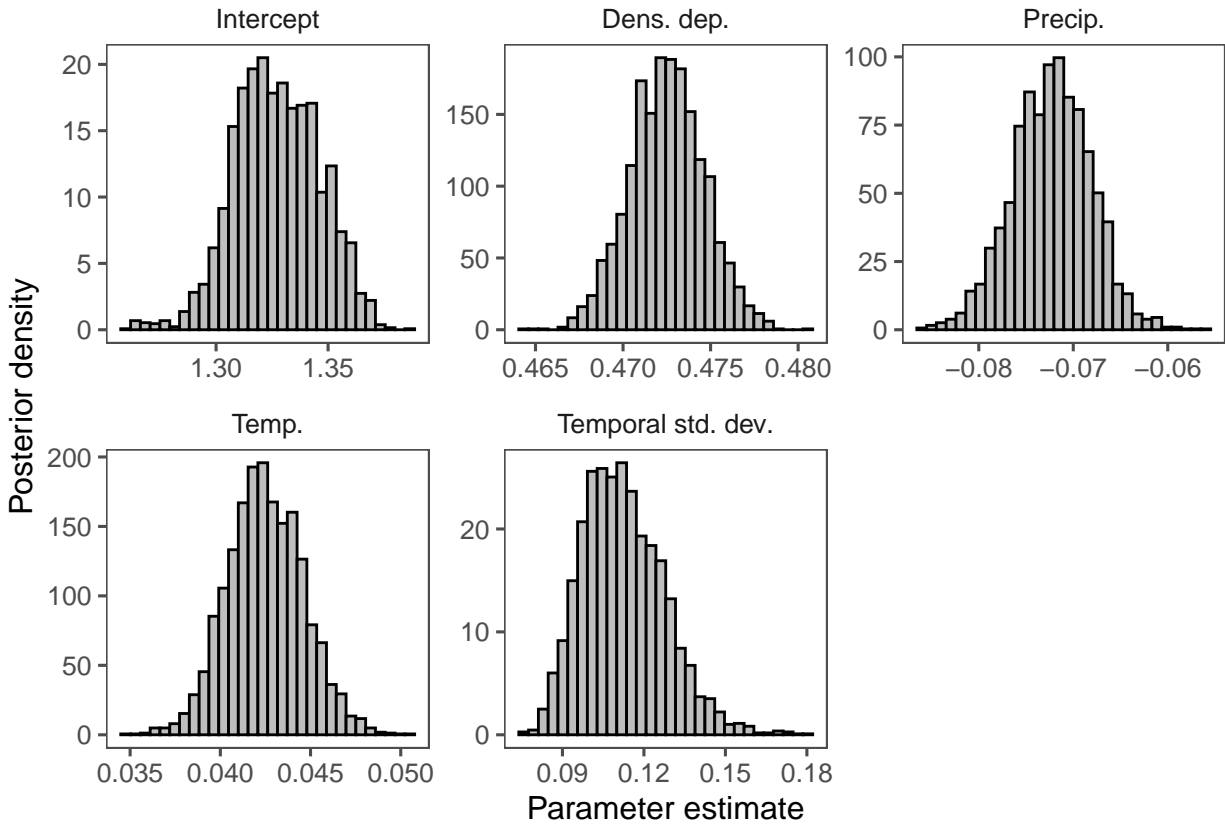 Intercept
Dens. dep.
Precip.
20
15
10
5
0
150
100
50
0
100
75
50
25
0
1.30 1.35
0.465 0.470 0.475 0.480
−0.08 −0.07 −0.06
Posterior density
Temp.
Temporal std. dev.
200
150
100
50
0
20
10
0
0.035 0.040 0.045 0.050
0.09 0.12 0.15 0.18
Parameter estimate